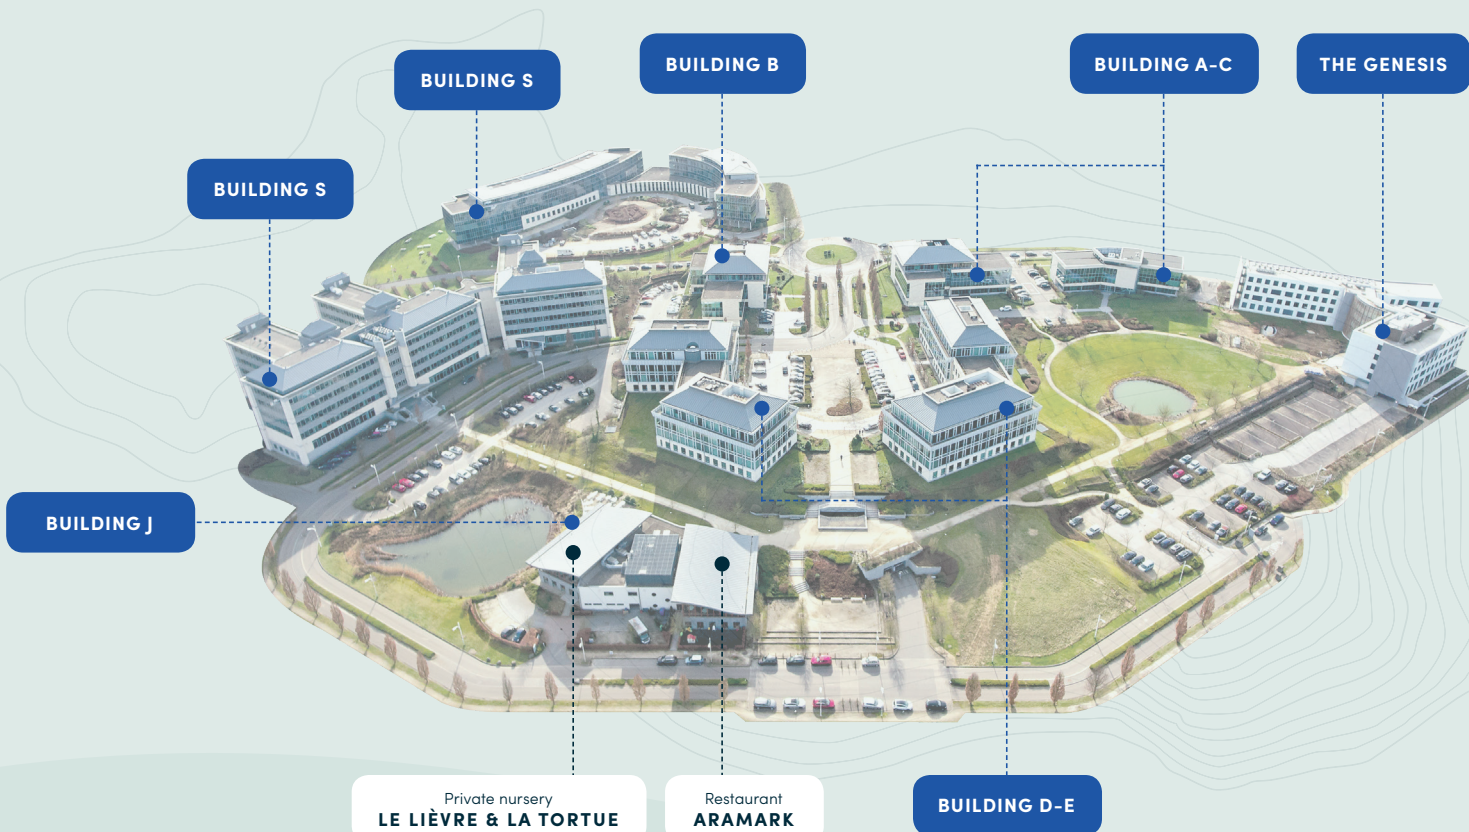 BUILDING S
BUILDING B
BUILDING A-C
THE GENESIS
BUILDING S
BUILDING J
Private nursery
LE LIÈVRE & LA TORTUE
Restaurant
ARAMARK
BUILDING D-E